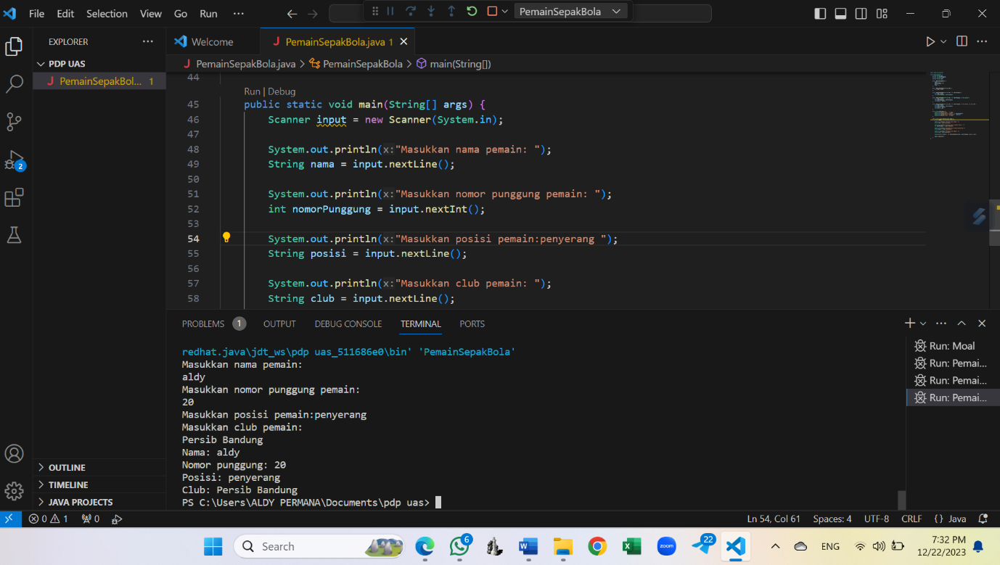 File Edit Selection View Go Run ··· PemainSepakBola
EXPLORER ···
PDP UAS
J PemainSepakBol... 1
OUTLINE
TIMELINE
JAVA PROJECTS
Welcome J PemainSepakBola.java 1
J PemainSepakBola.java > PemainSepakBola > main(String[])
44
Run | Debug
45 public static void main(String[] args) {
46 Scanner input = new Scanner(System.in);
47
48 System.out.println(x:"Masukkan nama pemain: ");
49 String nama = input.nextLine();
50
51 System.out.println(x:"Masukkan nomor punggung pemain: ");
52 int nomorPunggung = input.nextInt();
53
54 System.out.println(x:"Masukkan posisi pemain:penyerang ");
55 String posisi = input.nextLine();
56
57 System.out.println(x:"Masukkan club pemain: ");
58 String club = input.nextLine();
PROBLEMS 1 OUTPUT DEBUG CONSOLE TERMINAL PORTS
redhat.java\jdt_ws\pdp uas_511686e0\bin' 'PemainSepakBola'
Masukkan nama pemain:
aldy
Masukkan nomor punggung pemain:
20
Masukkan posisi pemain:penyerang
Masukkan club pemain:
Persib Bandung
Nama: aldy
Nomor punggung: 20
Posisi: penyerang
Club: Persib Bandung
PS C:\Users\ALDY PERMANA\Documents\pdp uas>
Run: Moal
Run: Pemai...
Run: Pemai...
Run: Pemai...
2
0 1 0 Ln 54, Col 61 Spaces: 4 UTF-8 CRLF {} Java
Search 6 W zoom 22 ENG 7:32 PM
12/22/2023